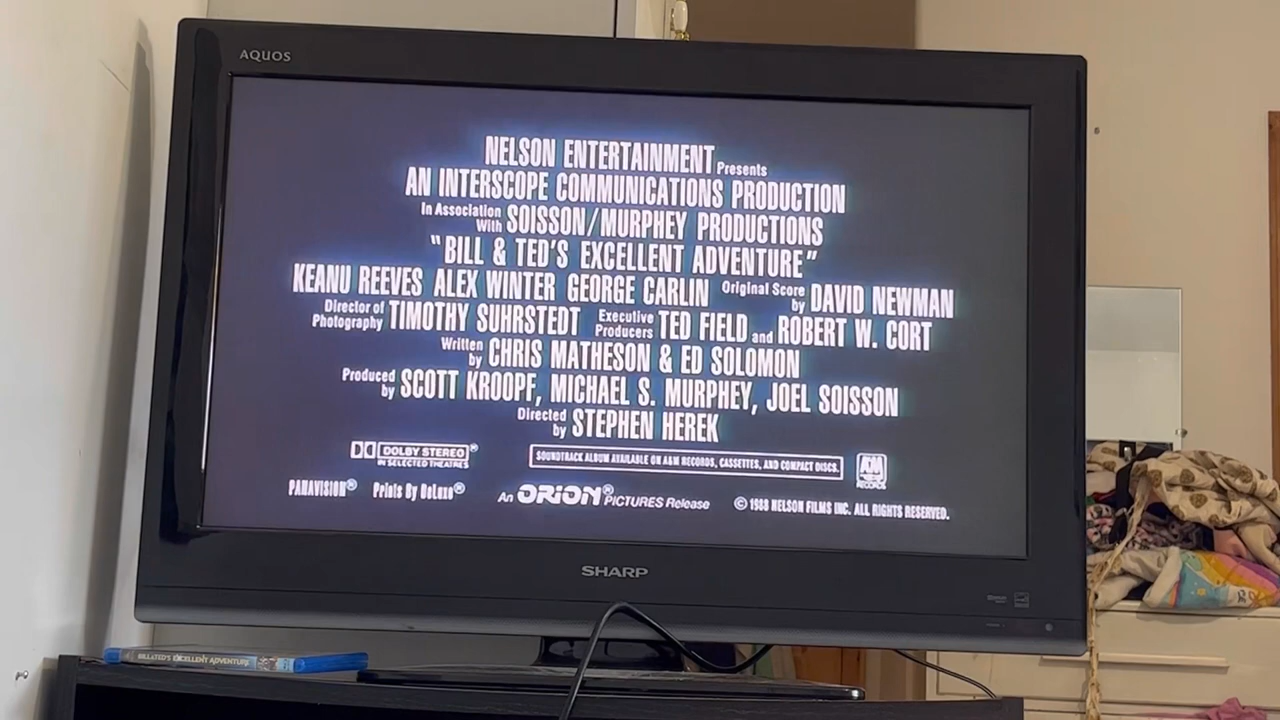 AQUOS
NELSON ENTERTAINMENT Presents
AN INTERSCOPE COMMUNICATIONS PRODUCTION
In Association With SOISSON/MURPHEY PRODUCTIONS
"BILL & TED'S EXCELLENT ADVENTURE"
KEANU REEVES ALEX WINTER GEORGE CARLIN Original Score by DAVID NEWMAN
Director of Photography TIMOTHY SUHRSTEDT Executive Producers TED FIELD and ROBERT W. CORT
Written by CHRIS MATHESON & ED SOLOMON
Produced by SCOTT KROOPF, MICHAEL S. MURPHEY, JOEL SOISSON
Directed by STEPHEN HEREK
DOLBY STEREO® IN SELECTED THEATRES
SOUNDTRACK ALBUM AVAILABLE ON A&M RECORDS, CASSETTES, AND COMPACT DISCS.
A&M RECORDS
PANAVISION® Prints By DeLuxe® An ORION® PICTURES Release © 1988 NELSON FILMS INC. ALL RIGHTS RESERVED.
SHARP
BILL & TED'S EXCELLENT ADVENTURE